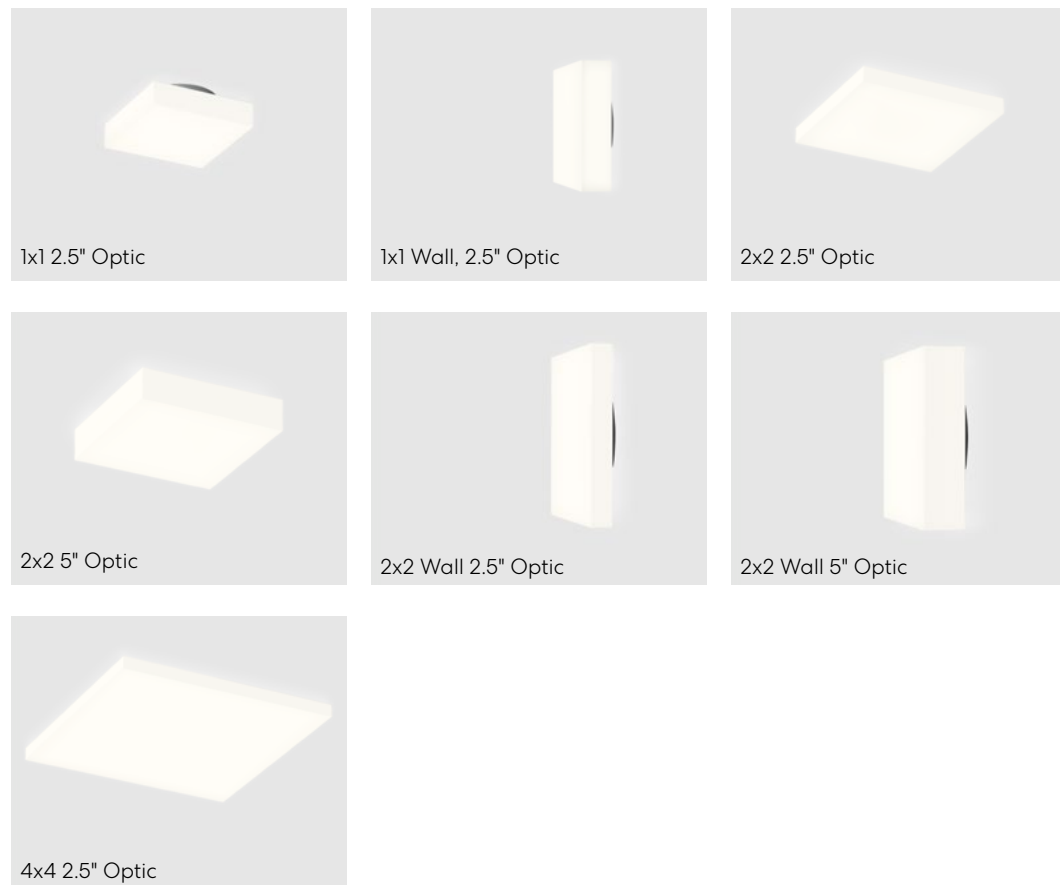 1x1 2.5" Optic
1x1 Wall, 2.5" Optic
2x2 2.5" Optic
2x2 5" Optic
2x2 Wall 2.5" Optic
2x2 Wall 5" Optic
4x4 2.5" Optic